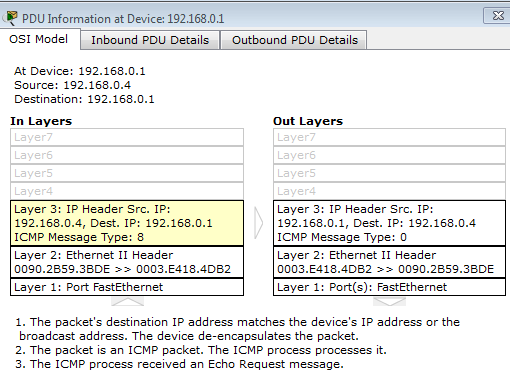 PDU Information at Device: 192.168.0.1
OSI Model Inbound PDU Details Outbound PDU Details
At Device: 192.168.0.1
Source: 192.168.0.4
Destination: 192.168.0.1
In Layers
Layer7
Layer6
Layer5
Layer4
Layer 3: IP Header Src. IP:
192.168.0.4, Dest. IP: 192.168.0.1
ICMP Message Type: 8
Layer 2: Ethernet II Header
0090.2B59.3BDE >> 0003.E418.4DB2
Layer 1: Port FastEthernet
Out Layers
Layer7
Layer6
Layer5
Layer4
Layer 3: IP Header Src. IP:
192.168.0.1, Dest. IP: 192.168.0.4
ICMP Message Type: 0
Layer 2: Ethernet II Header
0003.E418.4DB2 >> 0090.2B59.3BDE
Layer 1: Port(s): FastEthernet
1. The packet's destination IP address matches the device's IP address or the
broadcast address. The device de-encapsulates the packet.
2. The packet is an ICMP packet. The ICMP process processes it.
3. The ICMP process received an Echo Request message.